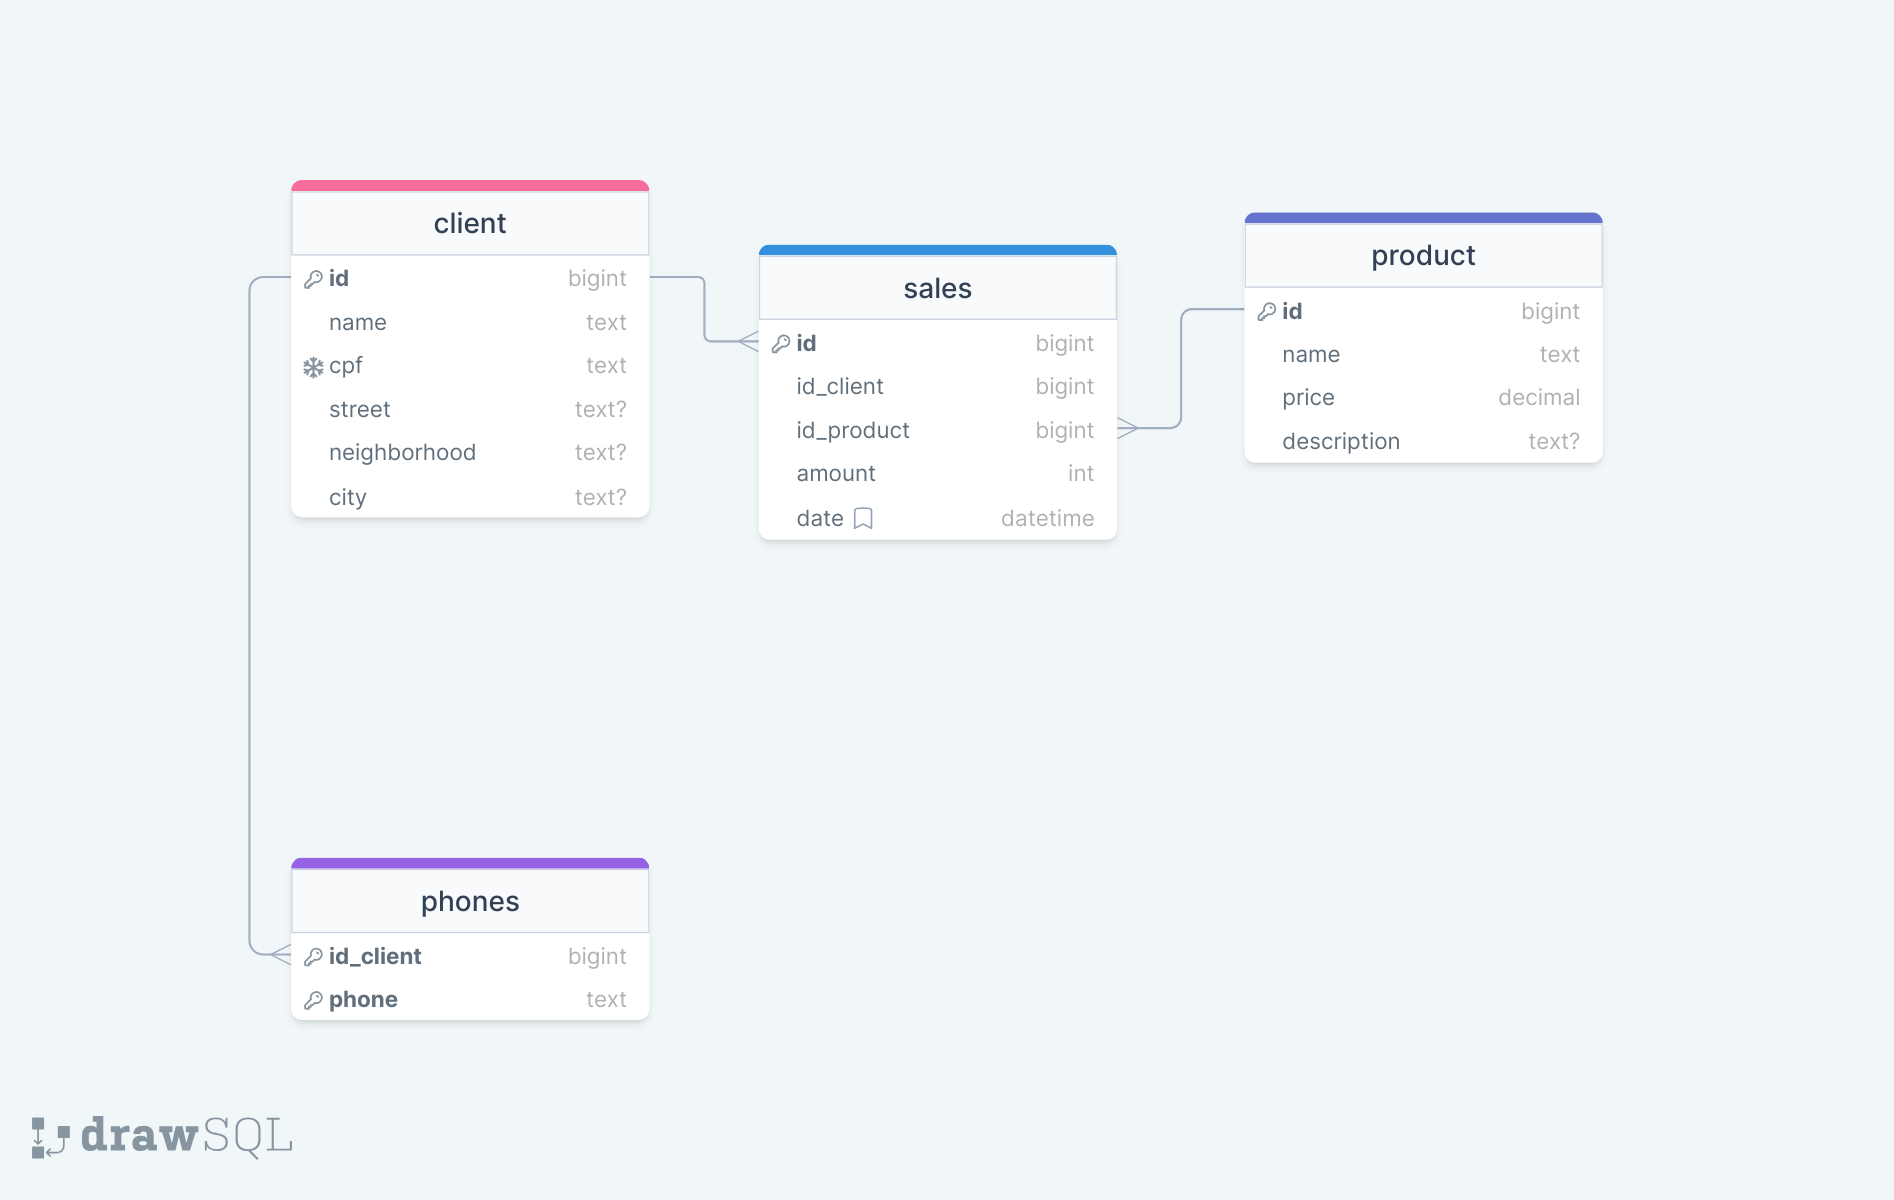 client
id bigint
name text
cpf text
street text?
neighborhood text?
city text?
sales
id bigint
id_client bigint
id_product bigint
amount int
date datetime
product
id bigint
name text
price decimal
description text?
phones
id_client bigint
phone text
drawSQL